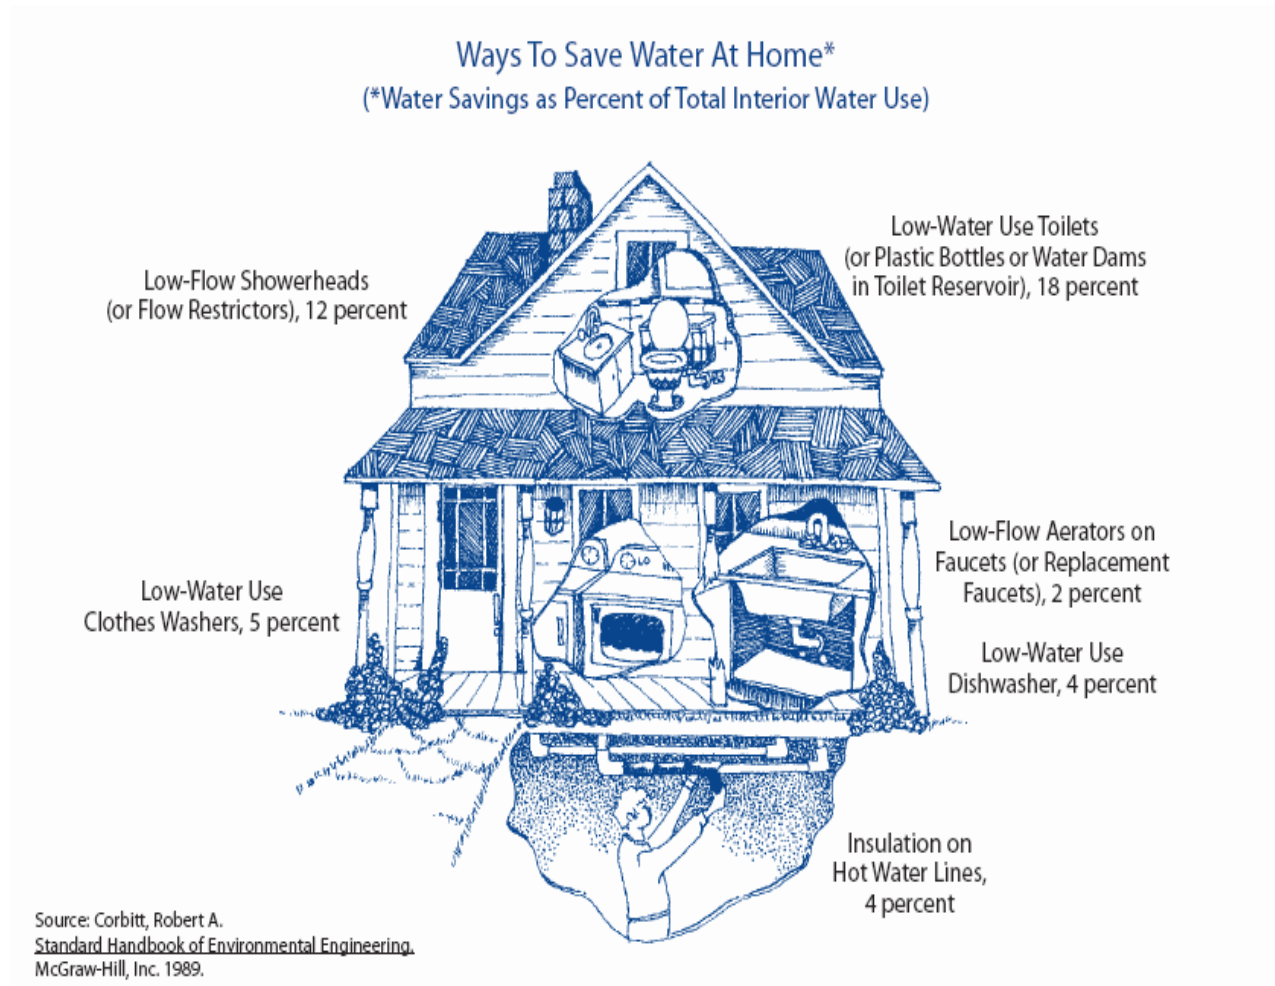 Ways To Save Water At Home*
(*Water Savings as Percent of Total Interior Water Use)
Low-Water Use Toilets
(or Plastic Bottles or Water Dams
in Toilet Reservoir), 18 percent
Low-Flow Showerheads
(or Flow Restrictors), 12 percent
LO
Low-Flow Aerators on
Faucets (or Replacement
Faucets), 2 percent
Low-Water Use
Clothes Washers, 5 percent
Low-Water Use
Dishwasher, 4 percent
Insulation on
Hot Water Lines,
4 percent
Source: Corbitt, Robert A.
Standard Handbook of Environmental Engineering.
McGraw-Hill, Inc. 1989.